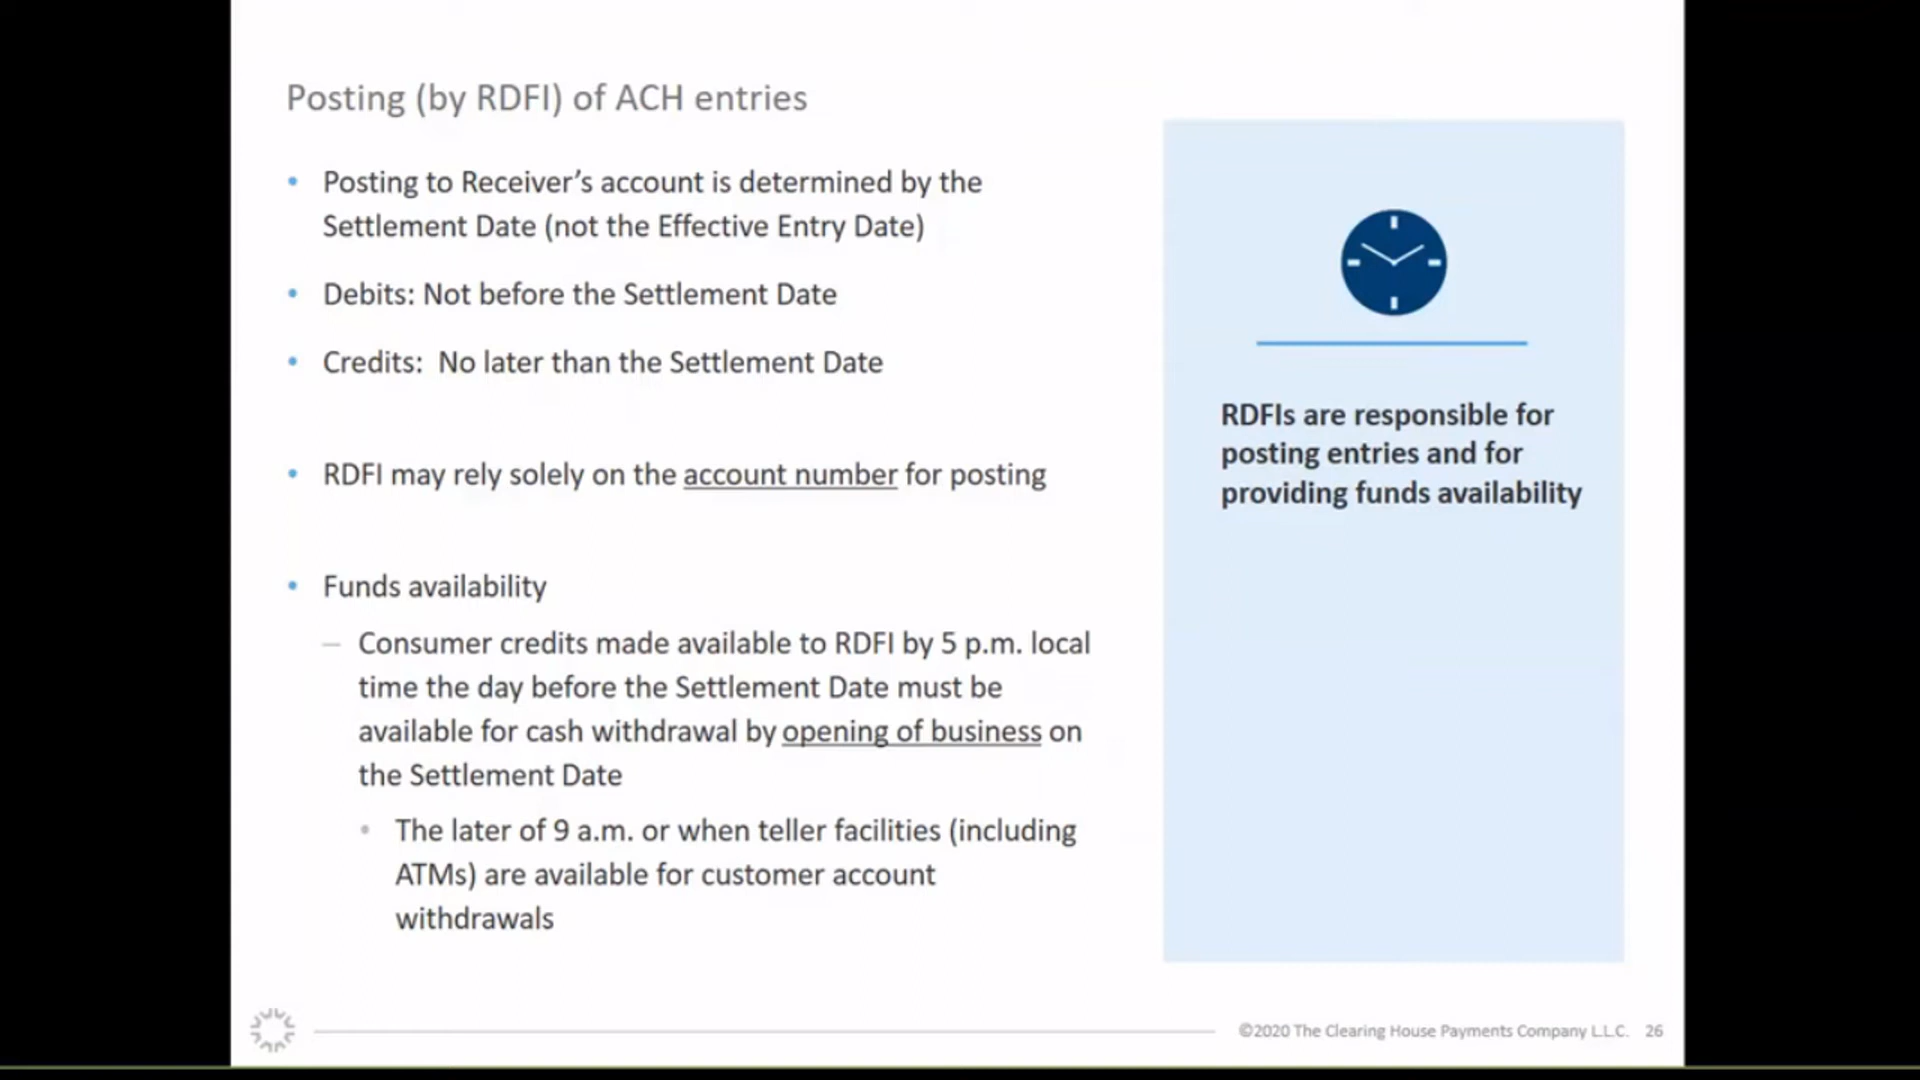 Posting (by RDFI) of ACH entries
• Posting to Receiver’s account is determined by the
Settlement Date (not the Effective Entry Date)
• Debits: Not before the Settlement Date
• Credits:  No later than the Settlement Date
• RDFI may rely solely on the account number for posting
• Funds availability
– Consumer credits made available to RDFI by 5 p.m. local
time the day before the Settlement Date must be
available for cash withdrawal by opening of business on
the Settlement Date
• The later of 9 a.m. or when teller facilities (including
ATMs) are available for customer account
withdrawals
RDFIs are responsible for
posting entries and for
providing funds availability
©2020 The Clearing House Payments Company L.L.C. 26